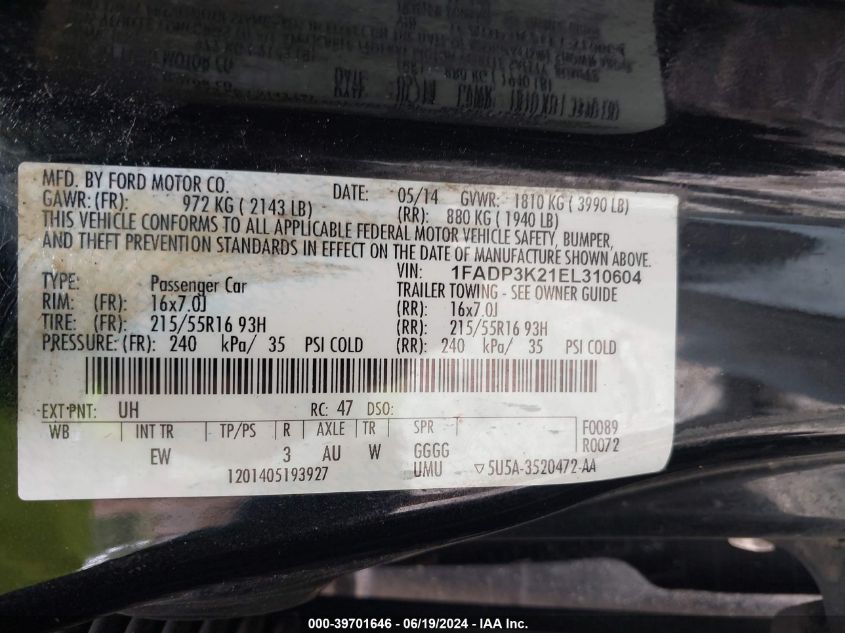 MFD. BY FORD MOTOR CO.
DATE: 05/14 GVWR: 1810 KG ( 3990 LB)
GAWR: (FR): 972 KG ( 2143 LB) (RR): 880 KG ( 1940 LB)
THIS VEHICLE CONFORMS TO ALL APPLICABLE FEDERAL MOTOR VEHICLE SAFETY, BUMPER,
AND THEFT PREVENTION STANDARDS IN EFFECT ON THE DATE OF MANUFACTURE SHOWN ABOVE.
VIN: 1FADP3K21EL310604
TYPE: Passenger Car TRAILER TOWING - SEE OWNER GUIDE
RIM: (FR): 16x7.0J (RR): 16x7.0J
TIRE: (FR): 215/55R16 93H (RR): 215/55R16 93H
PRESSURE: (FR): 240 kPa/ 35 PSI COLD (RR): 240 kPa/ 35 PSI COLD
EXT PNT: UH RC: 47 DSO:
WB INT TR TP/PS R AXLE TR SPR F0089
EW 3 AU W GGGG R0072
1201405193927 UMU ▽5U5A-3520472-AA
000-39701646 - 06/19/2024 - IAA Inc.